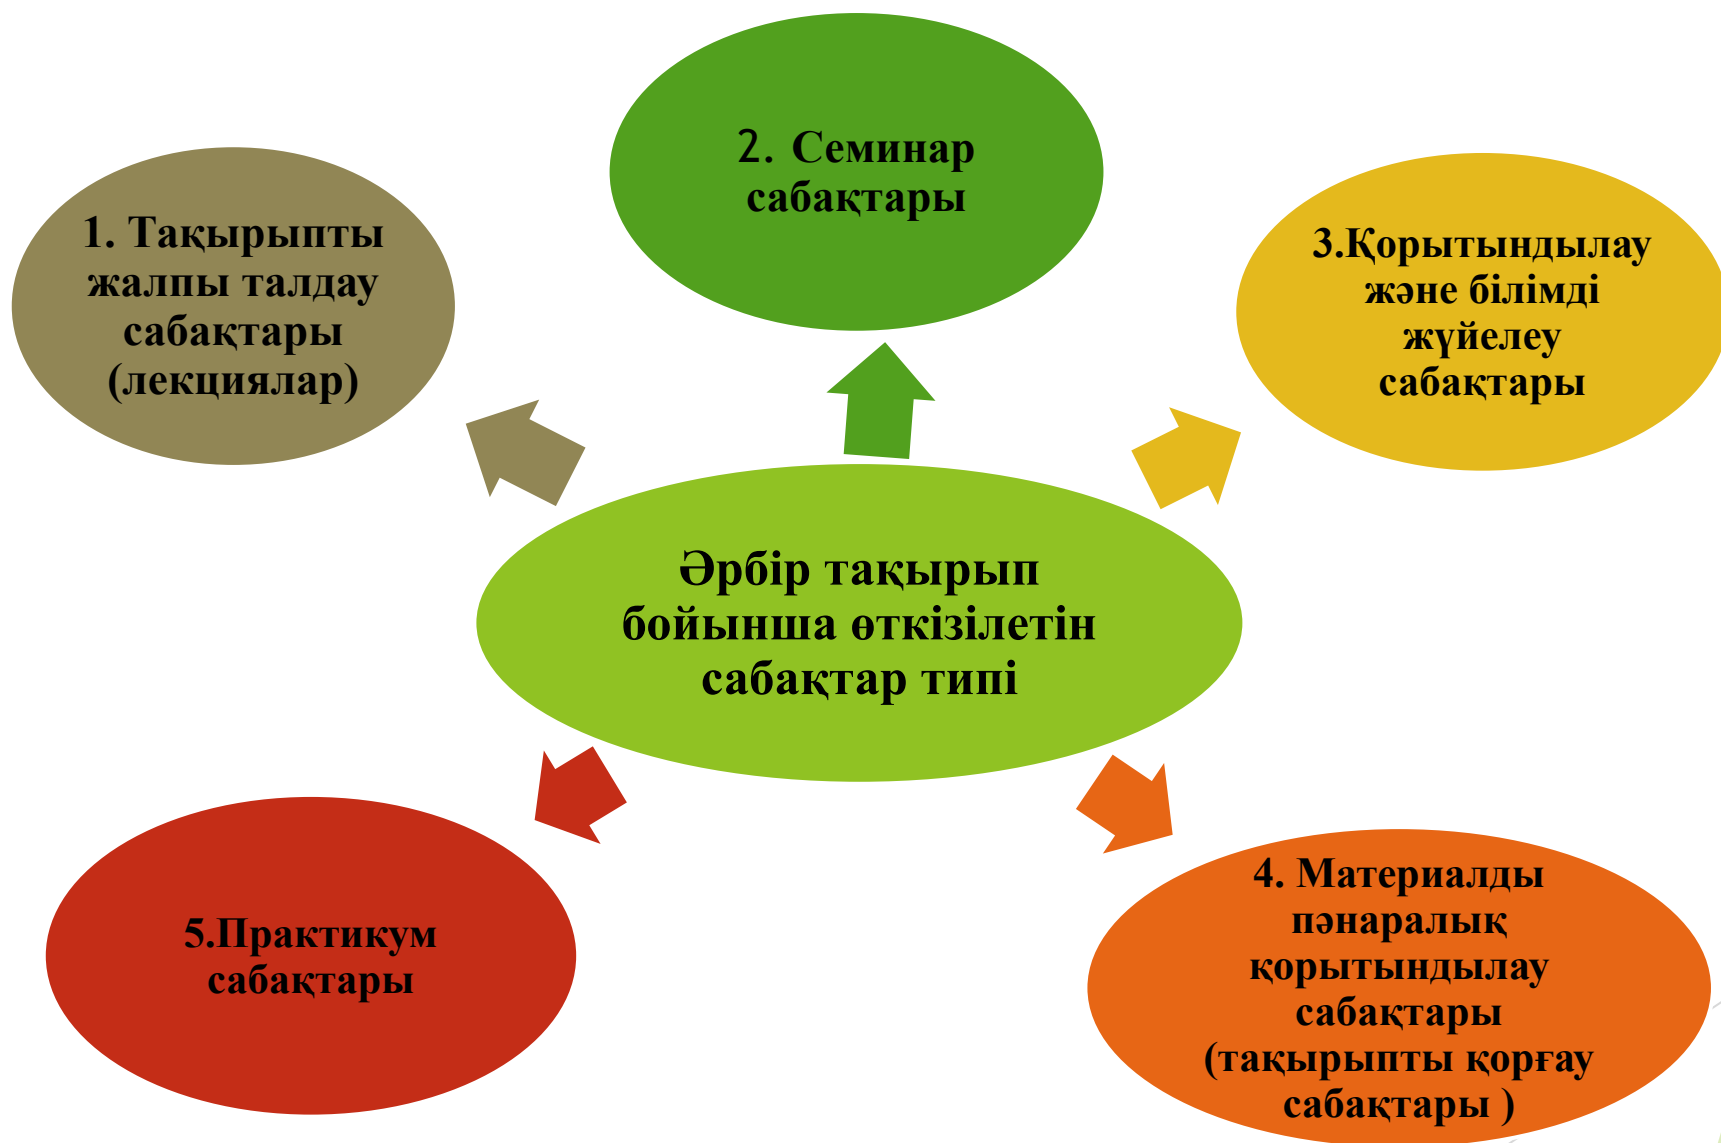 1. Тақырыпты
жалпы талдау
сабақтары
(лекциялар)
2. Семинар
сабақтары
3.Қорытындылау
және білімді
жүйелеу
сабақтары
Әрбір тақырып
бойынша өткізілетін
сабақтар типі
5.Практикум
сабақтары
4. Материалды
пәнаралық
қорытындылау
сабақтары
(тақырыпты қорғау
сабақтары )